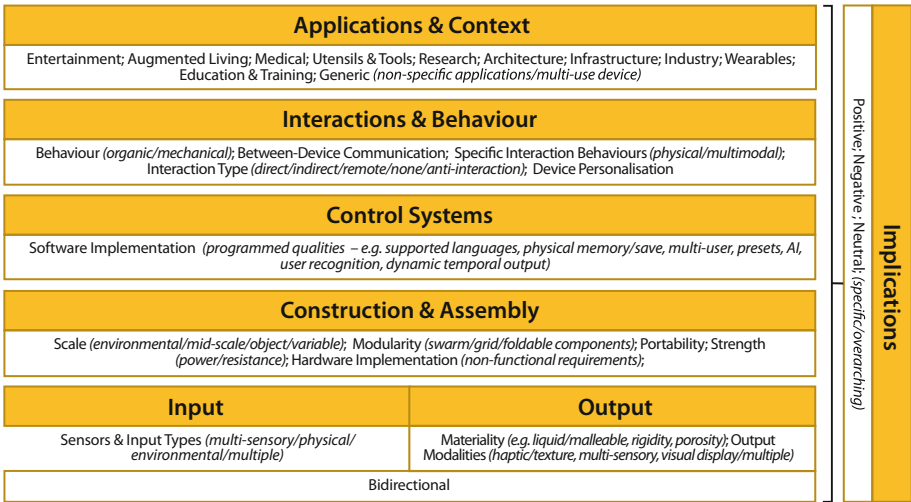 Applications & Context
Entertainment; Augmented Living; Medical; Utensils & Tools; Research; Architecture; Infrastructure; Industry; Wearables;
Education & Training; Generic (non-specific applications/multi-use device)
Interactions & Behaviour
Behaviour (organic/mechanical); Between-Device Communication; Specific Interaction Behaviours (physical/multimodal);
Interaction Type (direct/indirect/remote/none/anti-interaction); Device Personalisation
Control Systems
Software Implementation (programmed qualities – e.g. supported languages, physical memory/save, multi-user, presets, AI,
user recognition, dynamic temporal output)
Construction & Assembly
Scale (environmental/mid-scale/object/variable); Modularity (swarm/grid/foldable components); Portability; Strength
(power/resistance); Hardware Implementation (non-functional requirements);
Input
Sensors & Input Types (multi-sensory/physical/
environmental/multiple)
Output
Materiality (e.g. liquid/malleable, rigidity, porosity); Output
Modalities (haptic/texture, multi-sensory, visual display/multiple)
Bidirectional
Positive; Negative ; Neutral; (specific/overarching)
Implications